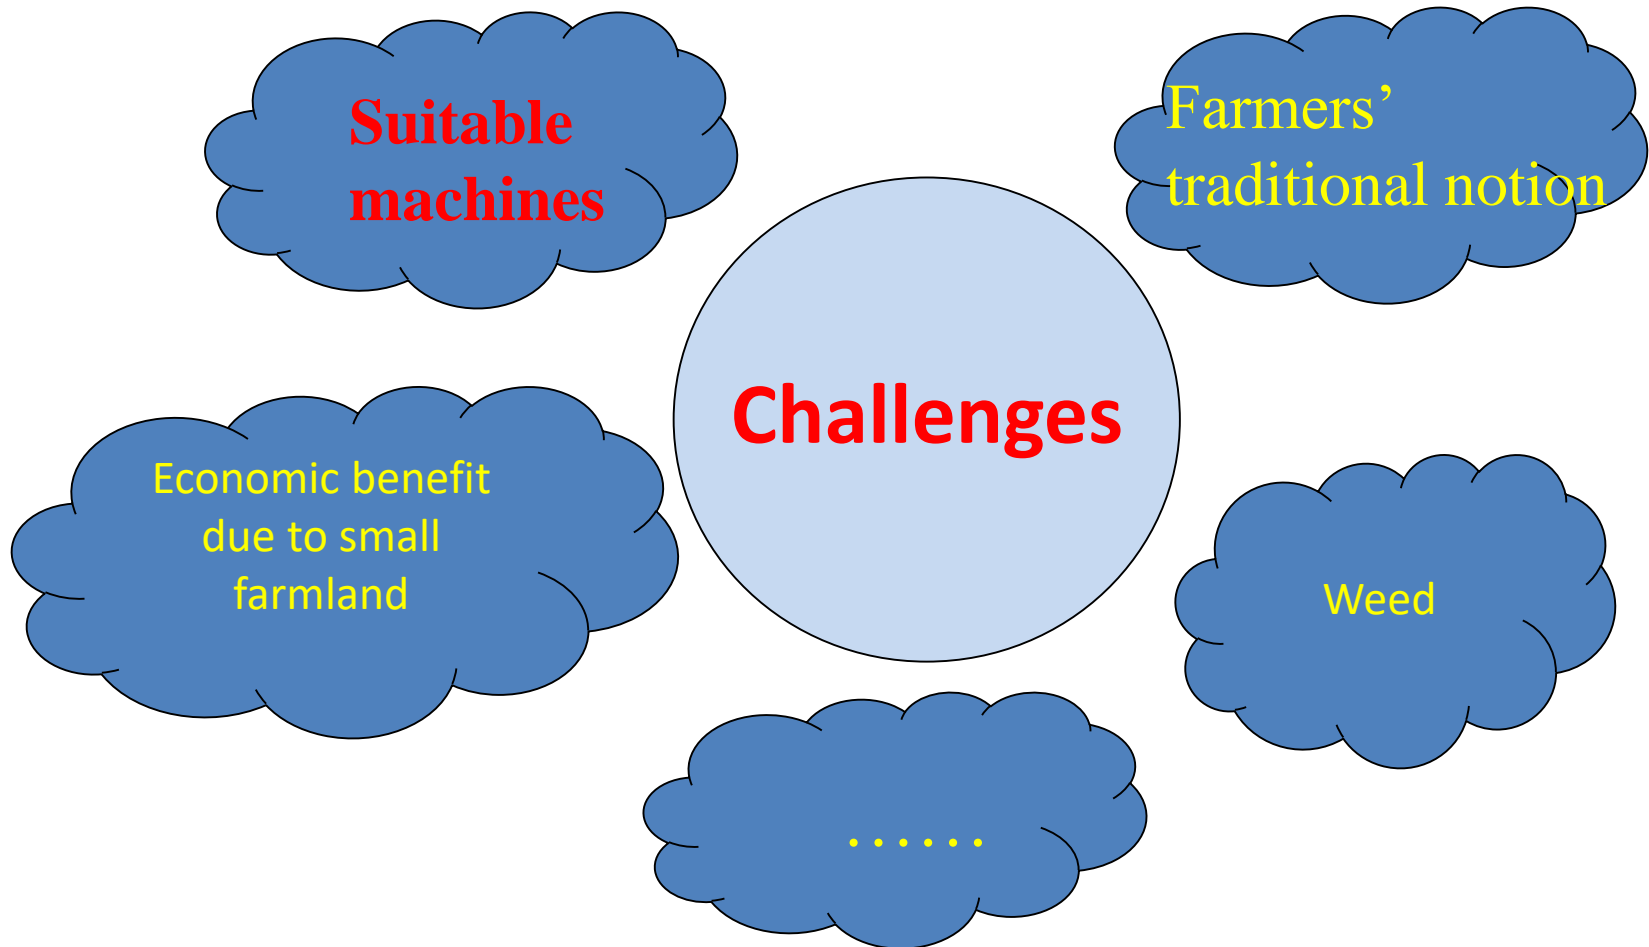 Suitable
machines
Farmers’
traditional notion
Challenges
Economic benefit
due to small
farmland
Weed
......